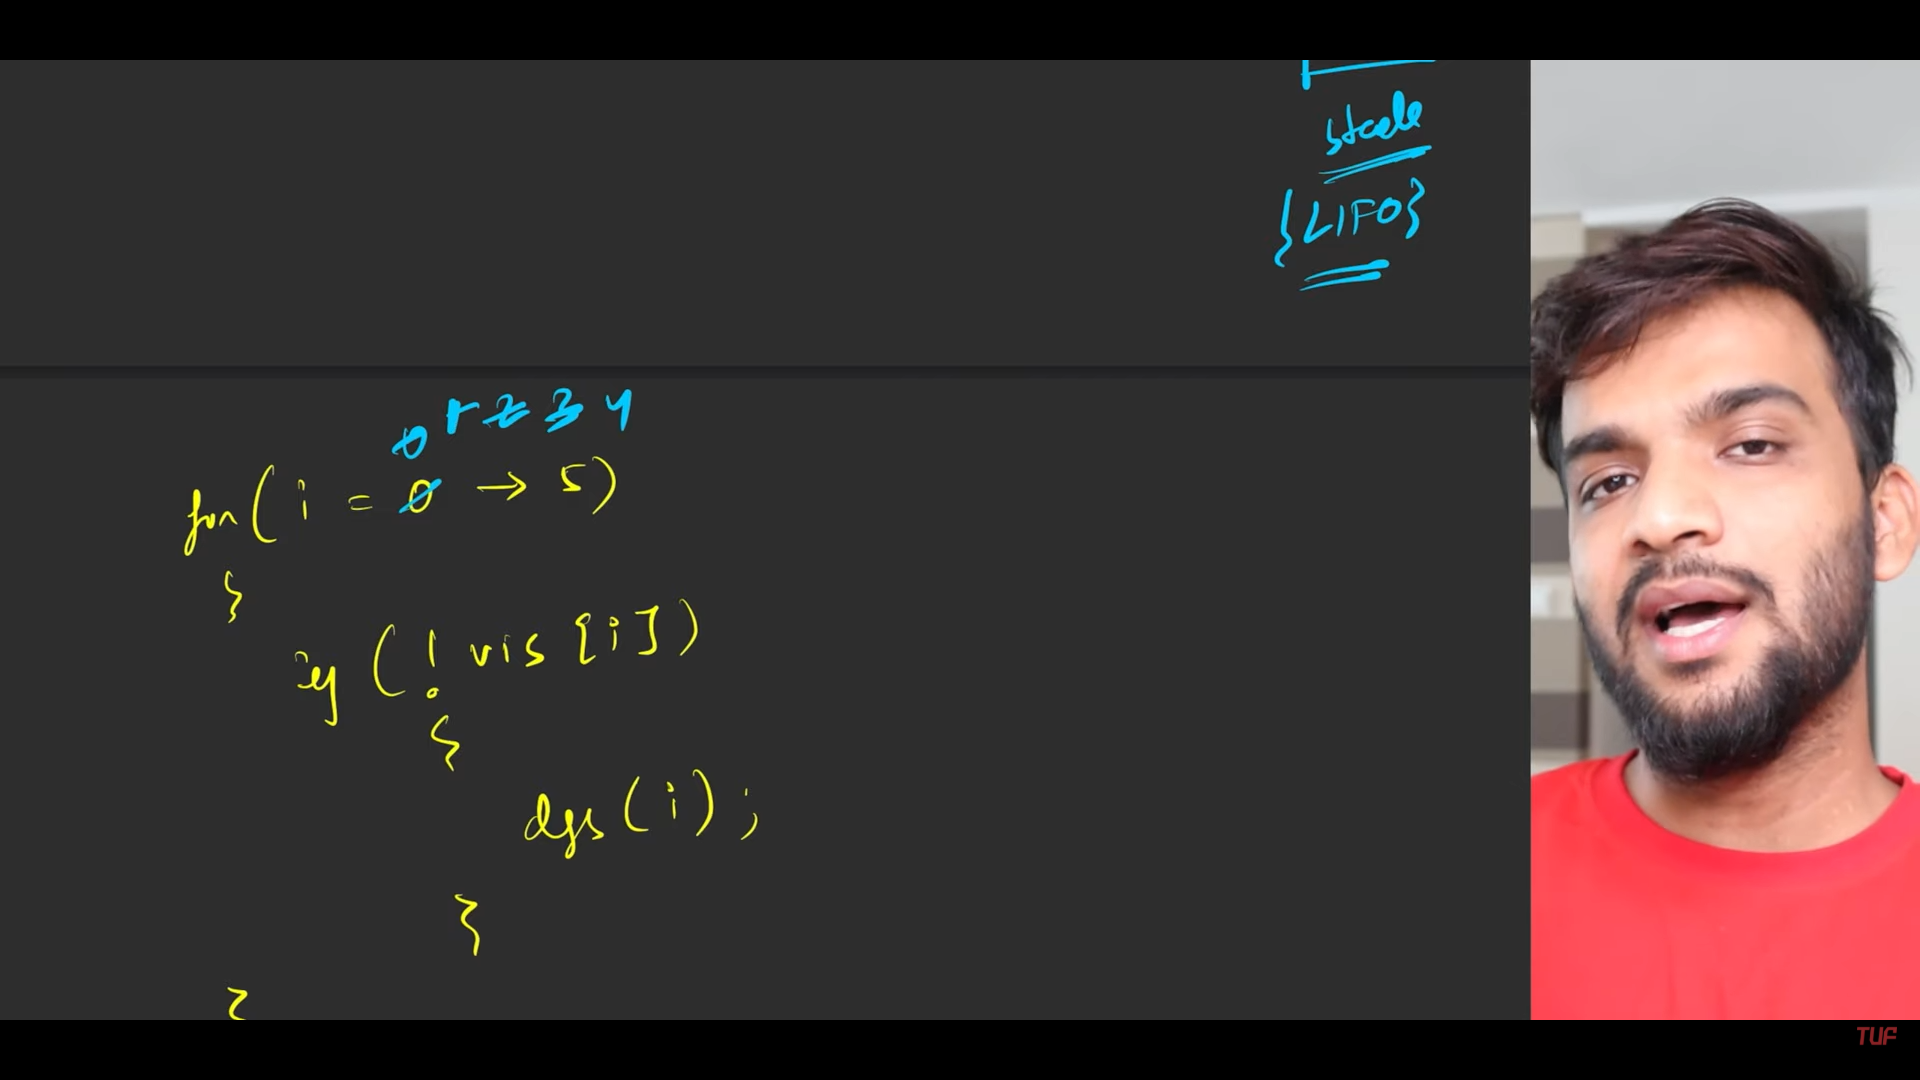 stack
{LIFO}
0 1 2 3 4
for( i = 0 → 5)
{
if ( ! vis [i])
{
dfs (i) ;
}
}
TUF